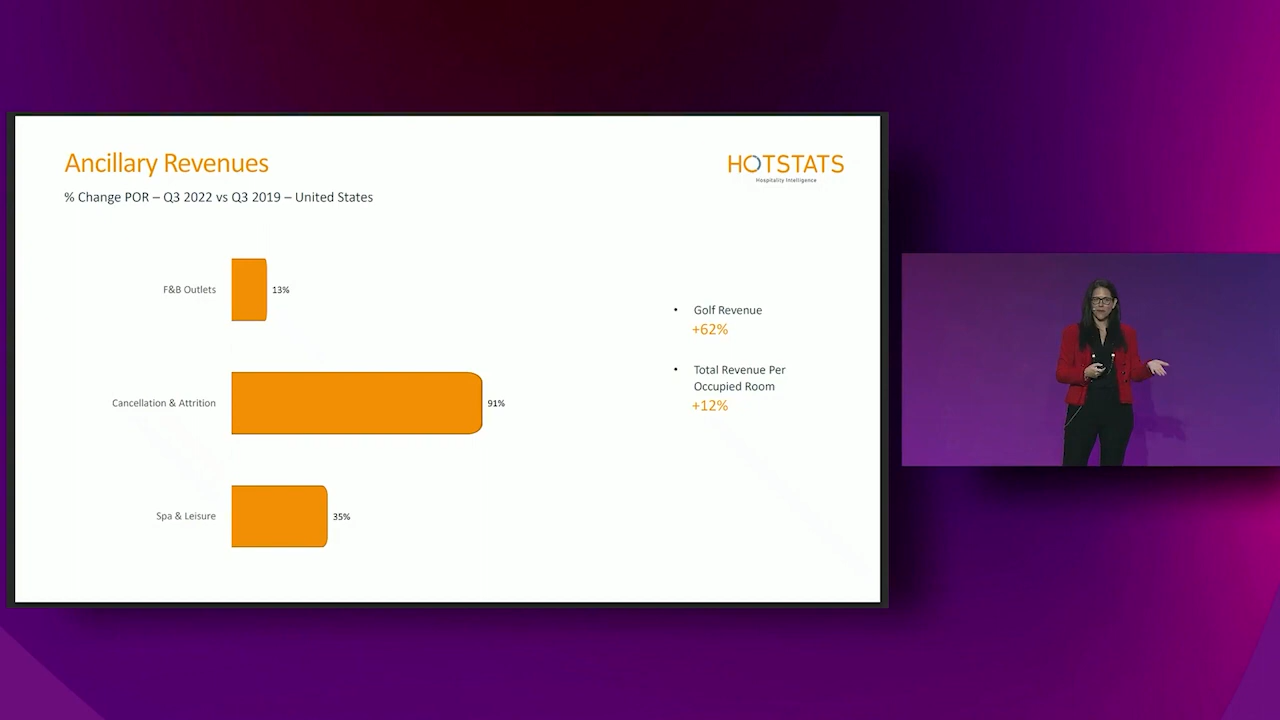 Ancillary Revenues
HOTSTATS
Hospitality Intelligence
% Change POR – Q3 2022 vs Q3 2019 – United States
F&B Outlets
13%
Cancellation & Attrition
91%
Spa & Leisure
35%
• Golf Revenue
+62%
• Total Revenue Per
Occupied Room
+12%